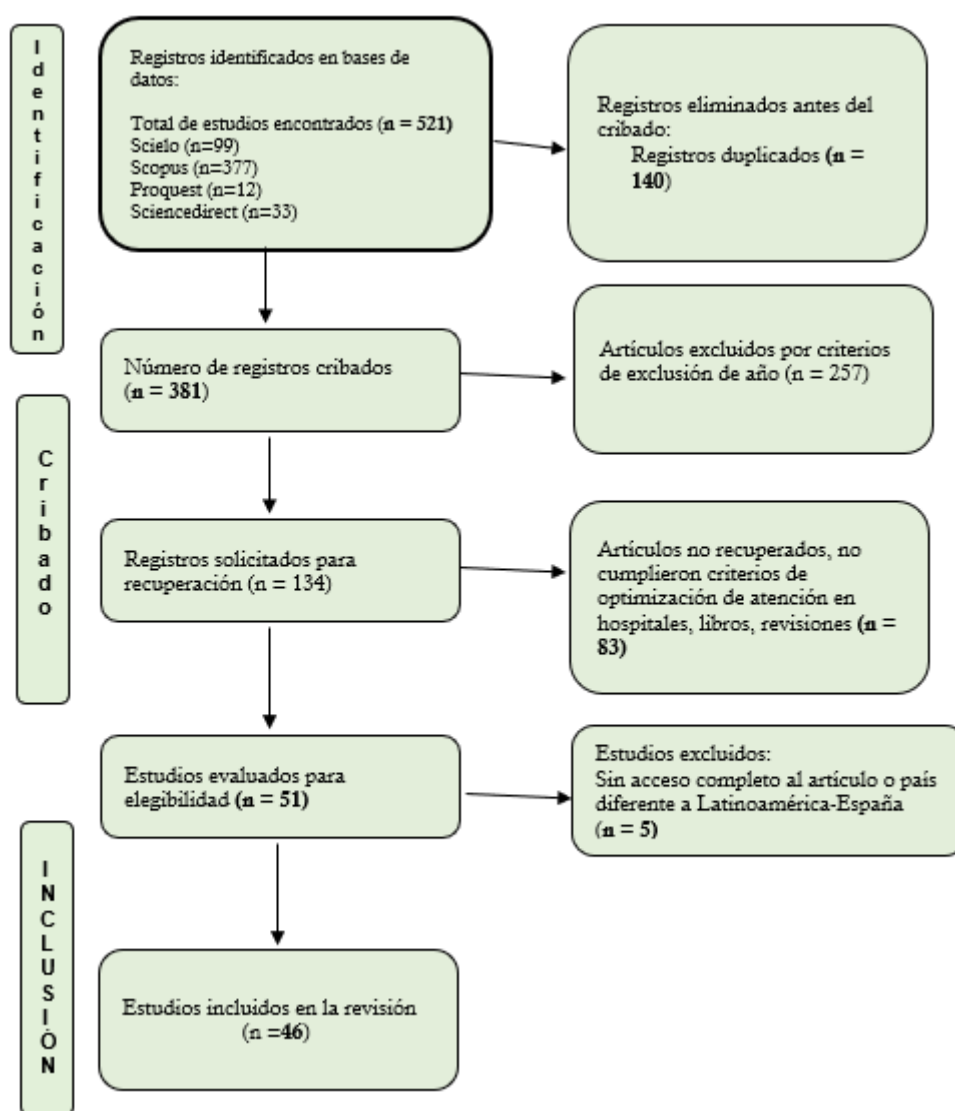 Identificación
Registros identificados en bases de
datos:
Total de estudios encontrados (n = 521)
Scielo (n=99)
Scopus (n=377)
Proquest (n=12)
Sciencedirect (n=33)
Registros eliminados antes del
cribado:
Registros duplicados (n =
140)
Número de registros cribados
(n = 381)
Artículos excluidos por criterios
de exclusión de año (n = 257)
Cribado
Registros solicitados para
recuperación (n = 134)
Artículos no recuperados, no
cumplieron criterios de
optimización de atención en
hospitales, libros, revisiones (n =
83)
Estudios evaluados para
elegibilidad (n = 51)
Estudios excluidos:
Sin acceso completo al artículo o país
diferente a Latinoamérica-España
(n = 5)
INCLUSIÓN
Estudios incluidos en la revisión
(n =46)